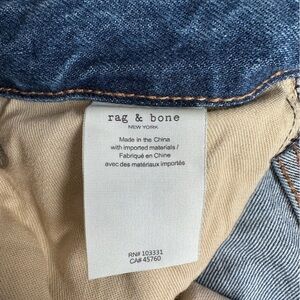 rag & bone
NEW YORK
Made in the China
with imported materials /
Fabriqué en Chine
avec des matériaux importés
RN# 103331
CA# 45760